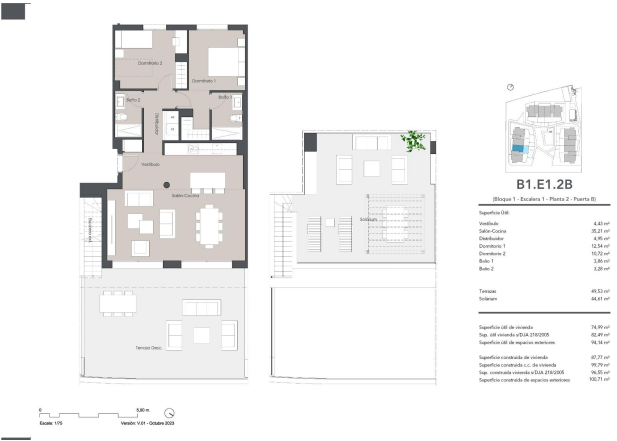 Dormitorio 2
Dormitorio 1
Baño 2
Baño 1
Distribuidor
Vestíbulo
Salón-Cocina
Solárium
Terraza Desc.
B1.E1.2B
(Bloque 1 - Escalera 1 - Planta 2 - Puerta B)
Superficie Útil:
Vestíbulo 4,43 m²
Salón-Cocina 35,21 m²
Distribuidor 4,95 m²
Dormitorio 1 12,54 m²
Dormitorio 2 10,72 m²
Baño 1 3,86 m²
Baño 2 3,28 m²
Terrazas 49,53 m²
Solárium 44,61 m²
Superficie útil de vivienda 74,99 m²
Sup. útil vivienda s/DJA 218/2005 82,49 m²
Superficie útil de espacios exteriores 94,14 m²
Superficie construida de vivienda 87,77 m²
Superficie construida c.c. de vivienda 99,79 m²
Sup. construida vivienda s/DJA 218/2005 96,55 m²
Superficie construida de espacios exteriores 100,71 m²
0 5,00 m.
Escala: 1/75 Versión: V.01 - Octubre 2023